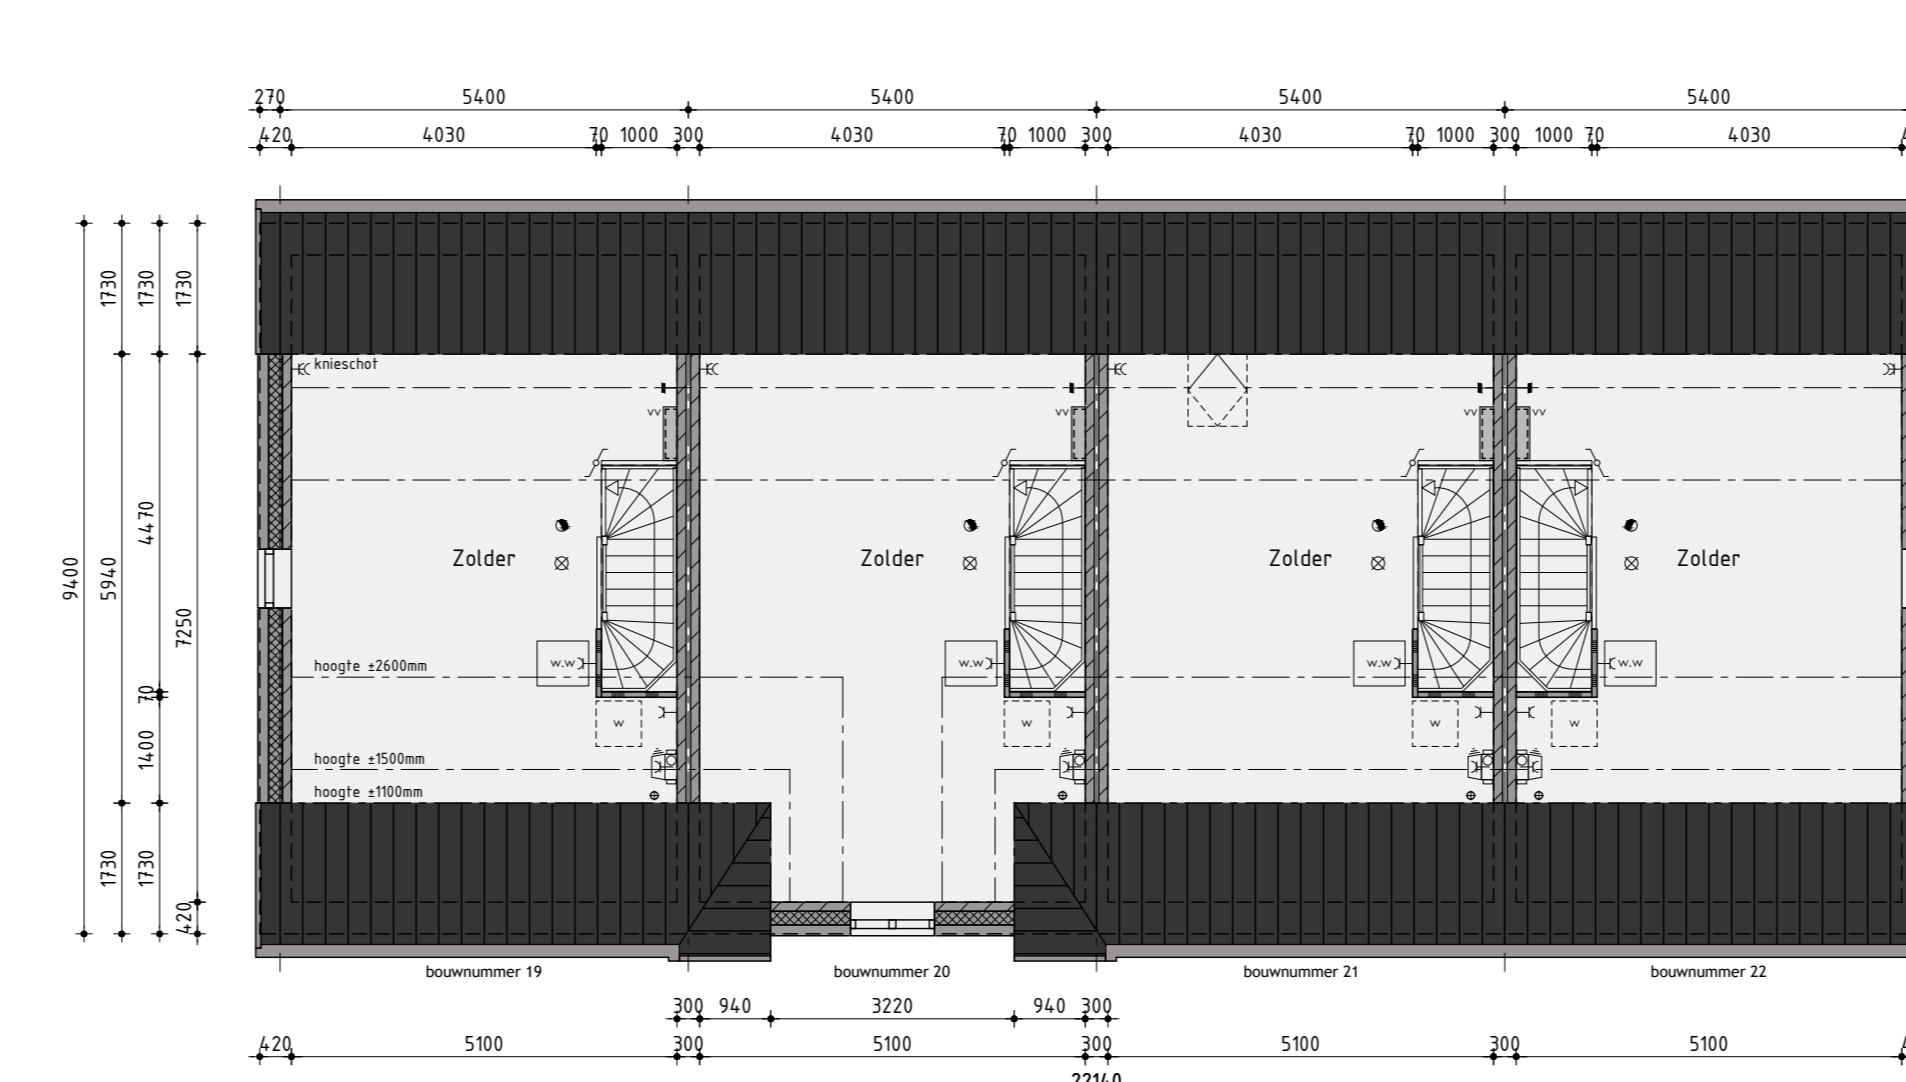 270 5400 5400 5400 5400
420 4030 70 1000 300 4030 70 1000 300 4030 70 1000 300 1000 70 4030
1730 1730 1730
knieschot
vv vv vv vv
4470
Zolder Zolder Zolder Zolder
9400 5940
7250
hoogte ±2600mm w.w w.w w.w w.w
70
w w w w
1400
hoogte ±1500mm
hoogte ±1100mm
1730 1730
420
bouwnummer 19 bouwnummer 20 bouwnummer 21 bouwnummer 22
300 940 3220 940 300
420 5100 300 5100 300 5100 300 5100
22140